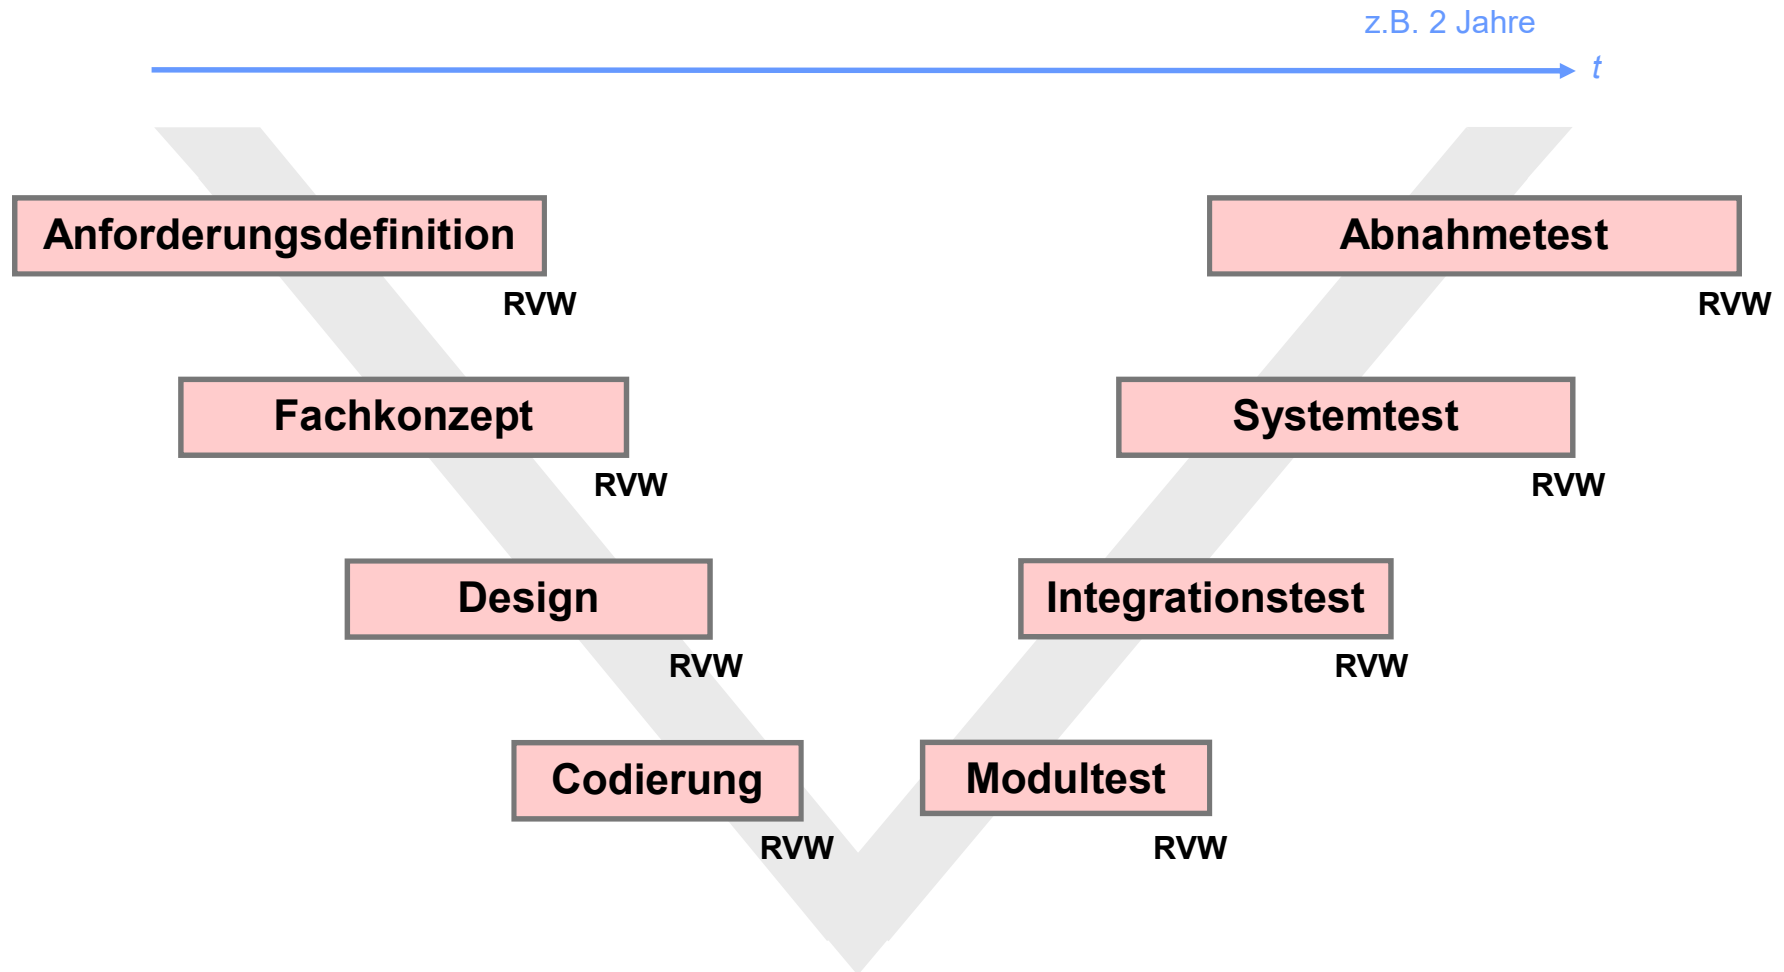 z.B. 2 Jahre
t
Anforderungsdefinition
Abnahmetest
RVW
RVW
Fachkonzept
Systemtest
RVW
RVW
Design
Integrationstest
RVW
RVW
Codierung
Modultest
RVW
RVW